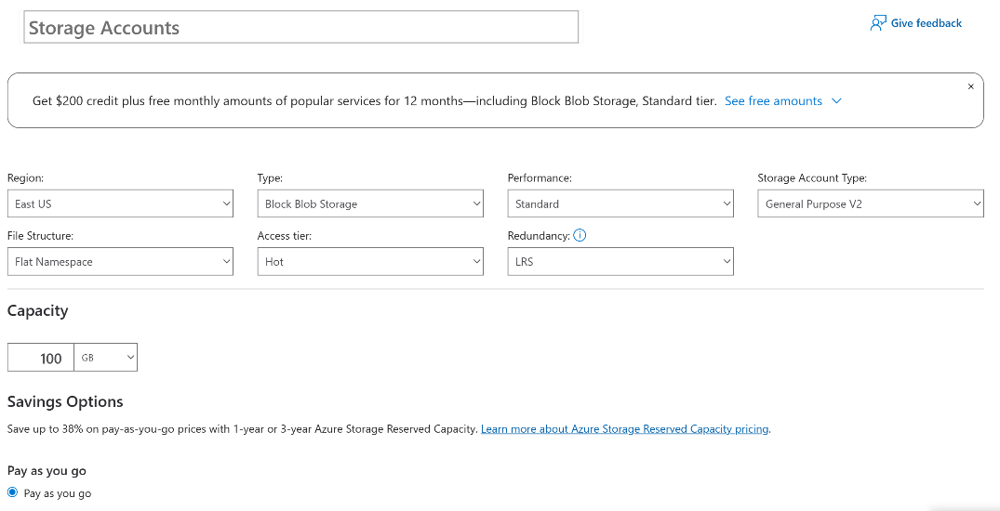 Storage Accounts
Give feedback
Get $200 credit plus free monthly amounts of popular services for 12 months—including Block Blob Storage, Standard tier. See free amounts
×
Region: Type: Performance: Storage Account Type:
East US Block Blob Storage Standard General Purpose V2
File Structure: Access tier: Redundancy: i
Flat Namespace Hot LRS
Capacity
100 GB
Savings Options
Save up to 38% on pay-as-you-go prices with 1-year or 3-year Azure Storage Reserved Capacity. Learn more about Azure Storage Reserved Capacity pricing.
Pay as you go
Pay as you go